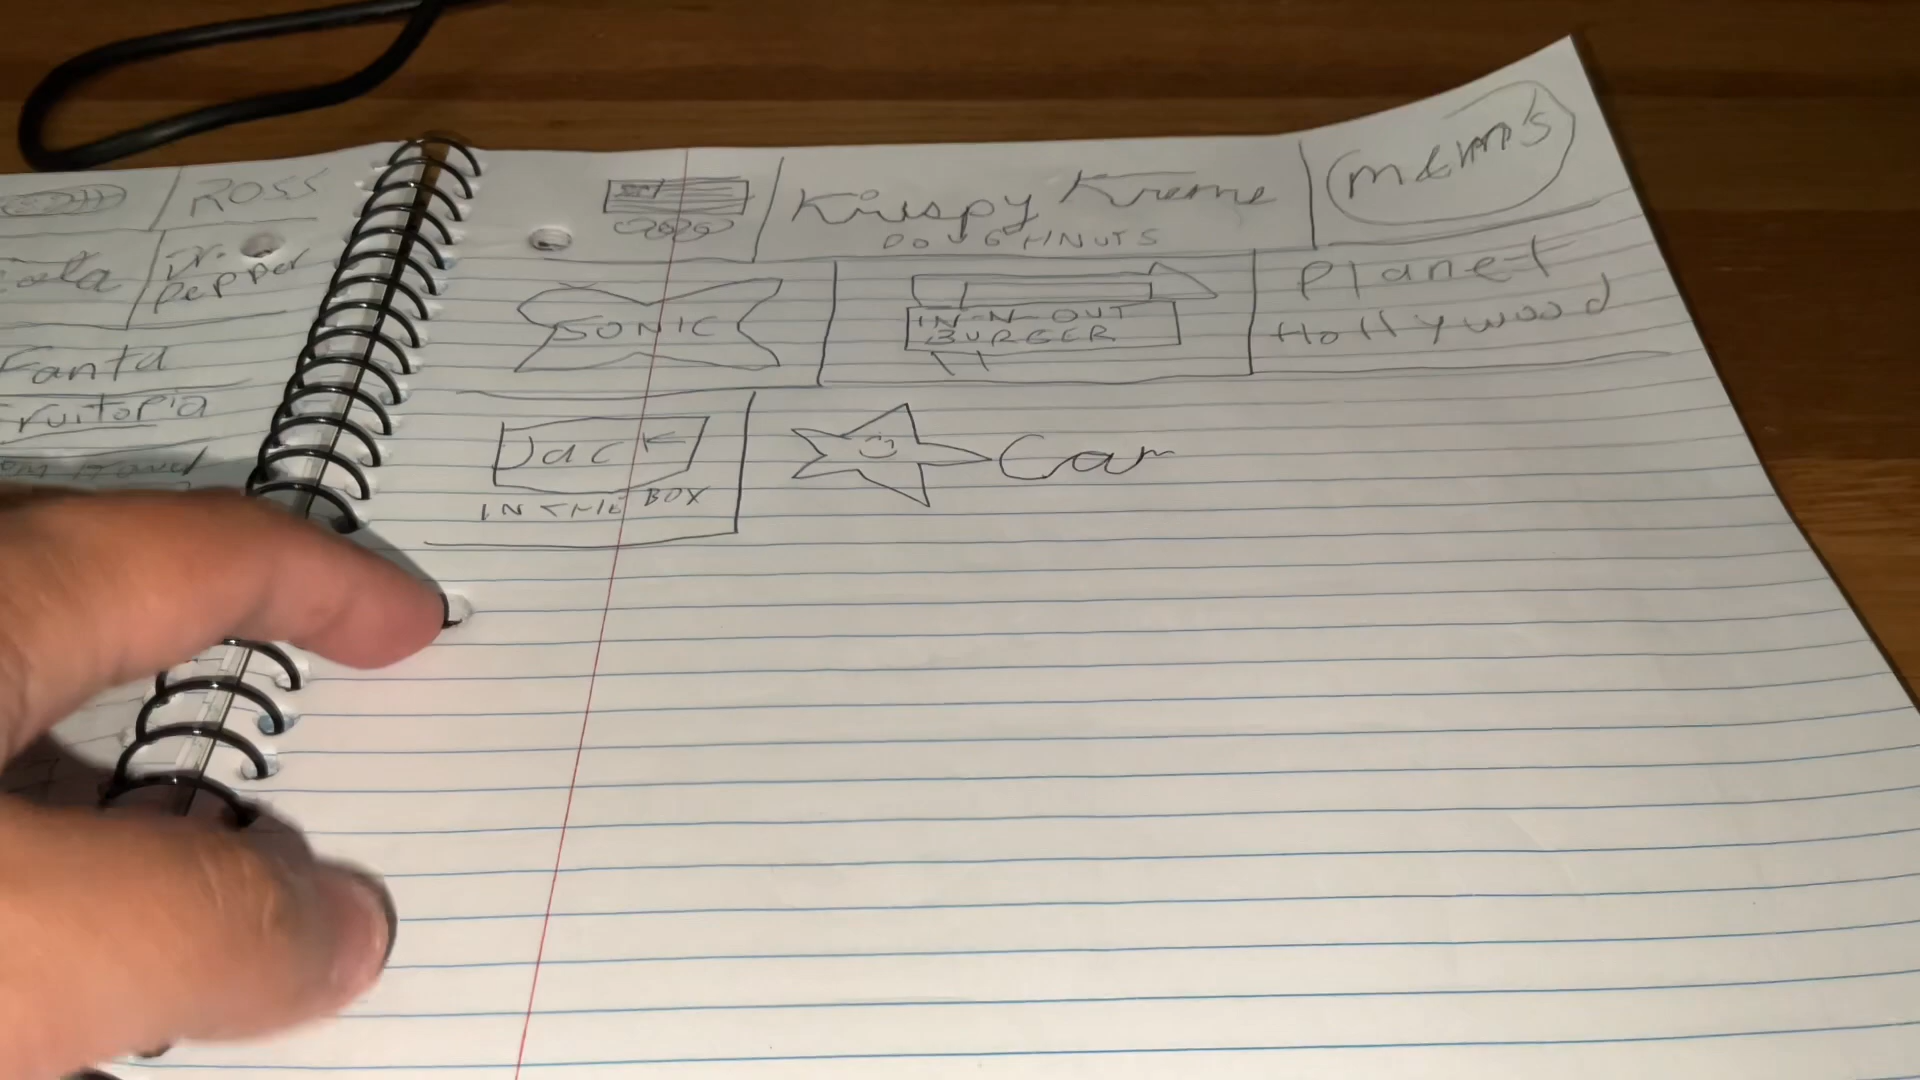 ROSS
Dr.
Pepper
Fanta
Fruitopia
Krispy Kreme
DOUGHNUTS
m&m's
SONIC
IN-N-OUT
BURGER
Planet
Hollywood
Jack
IN THE BOX
Car